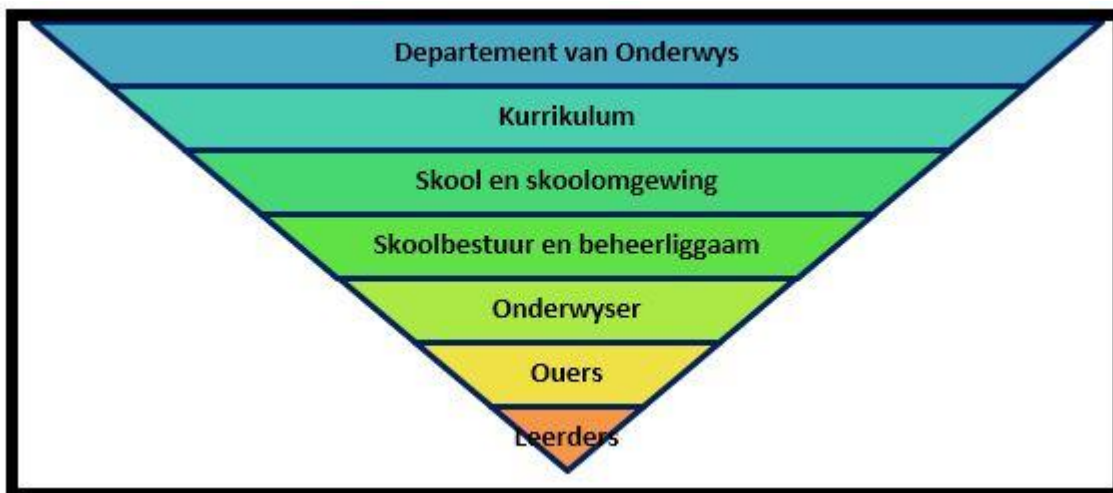 Departement van Onderwys
Kurrikulum
Skool en skoolomgewing
Skoolbestuur en beheerliggaam
Onderwyser
Ouers
Leerders